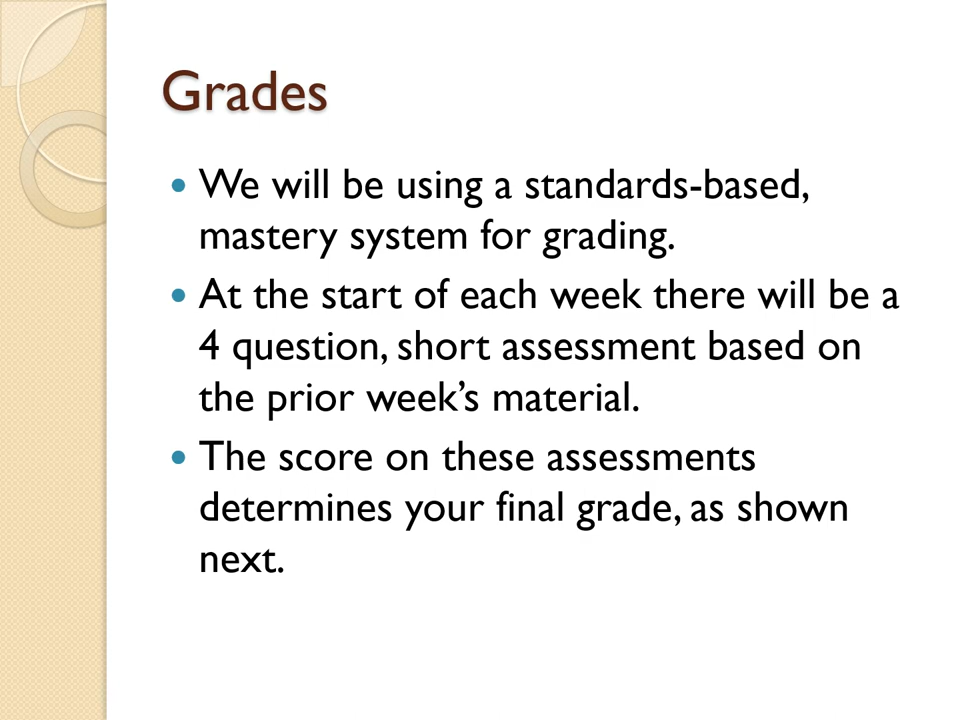 Grades
• We will be using a standards-based,
mastery system for grading.
• At the start of each week there will be a
4 question, short assessment based on
the prior week’s material.
• The score on these assessments
determines your final grade, as shown
next.